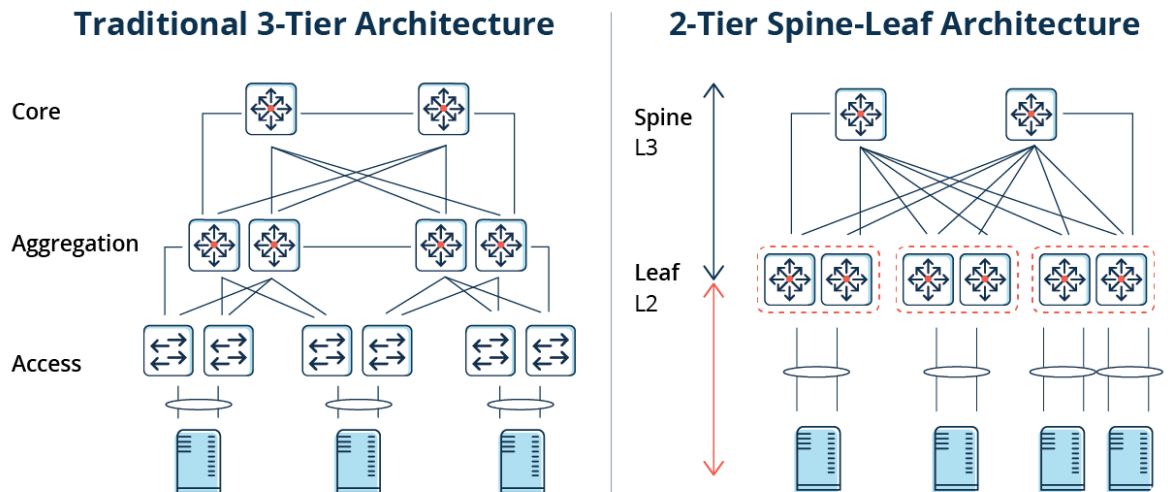 Traditional 3-Tier Architecture
Core
Aggregation
Access
2-Tier Spine-Leaf Architecture
Spine
L3
Leaf
L2